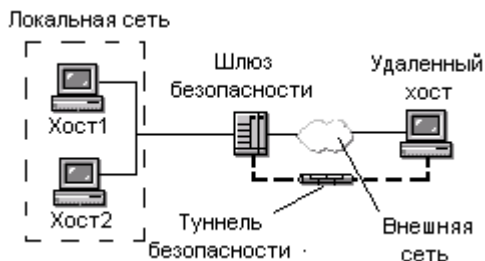 Локальная сеть
Хост1
Хост2
Шлюз
безопасности
Удаленный
хост
Туннель
безопасности
Внешняя
сеть